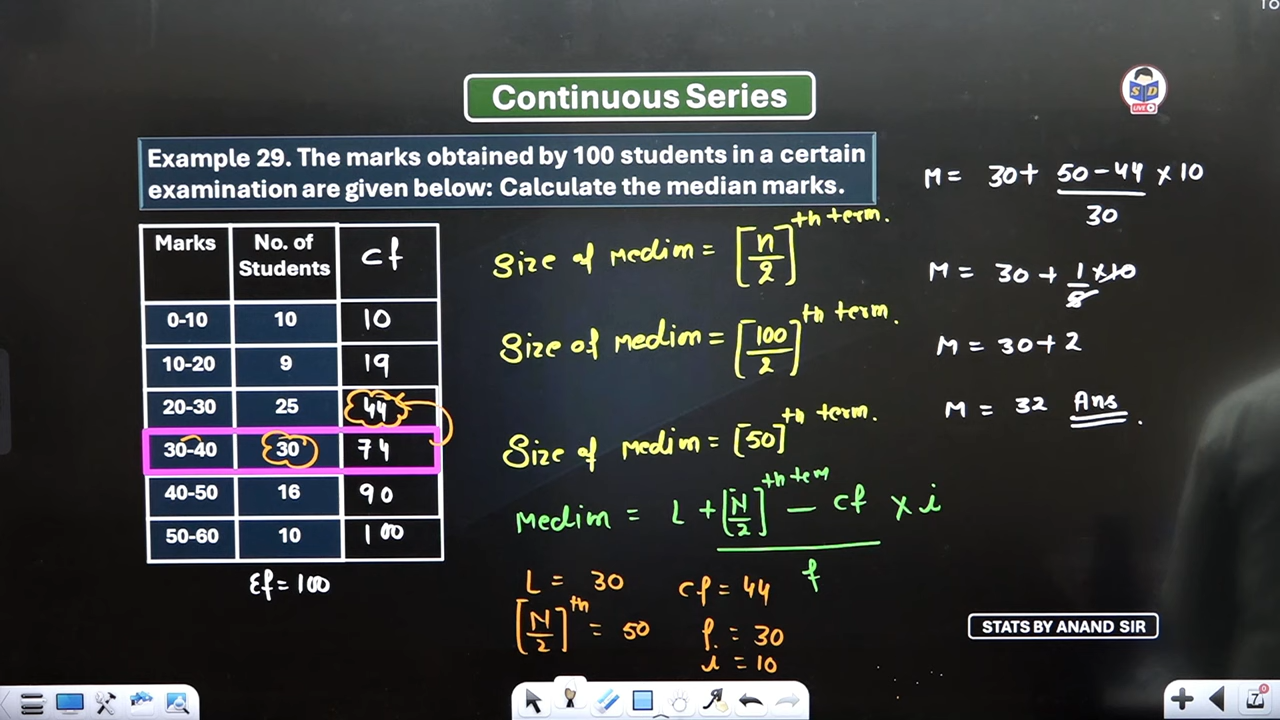 18
Continuous Series
SD
LIVE
Example 29. The marks obtained by 100 students in a certain
examination are given below: Calculate the median marks.
Marks No. of Students cf
0-10 10 10
10-20 9 19
20-30 25 44
30-40 30 74
40-50 16 90
50-60 10 100
Σf = 100
Size of medim = [n/2]th term.
Size of medim = [100/2]th term.
Size of medim = [50]th term.
Medim = L + [N/2]th term − cf × i
f
L = 30 cf = 44
[N/2]th = 50 f. = 30
i = 10
M = 30 + 50 − 44 × 10
30
M = 30 + 1/5 × 10
M = 30 + 2
M = 32 Ans.
STATS BY ANAND SIR
7
0